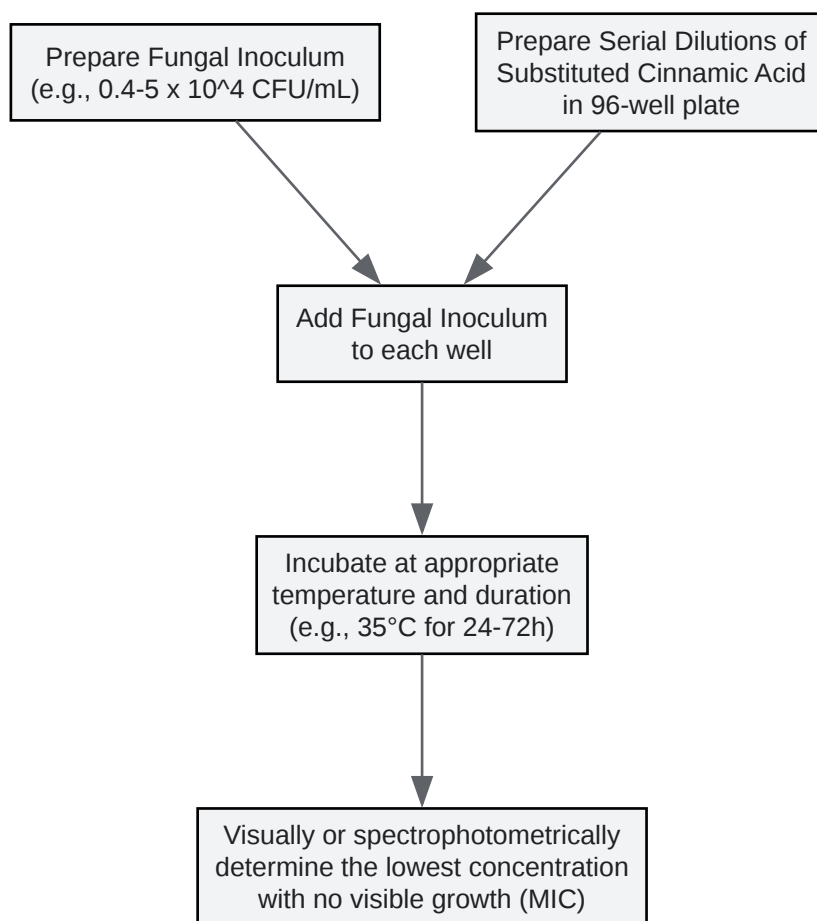 Prepare Fungal Inoculum
(e.g., 0.4-5 x 10^4 CFU/mL)
Prepare Serial Dilutions of
Substituted Cinnamic Acid
in 96-well plate
Add Fungal Inoculum
to each well
Incubate at appropriate
temperature and duration
(e.g., 35°C for 24-72h)
Visually or spectrophotometrically
determine the lowest concentration
with no visible growth (MIC)